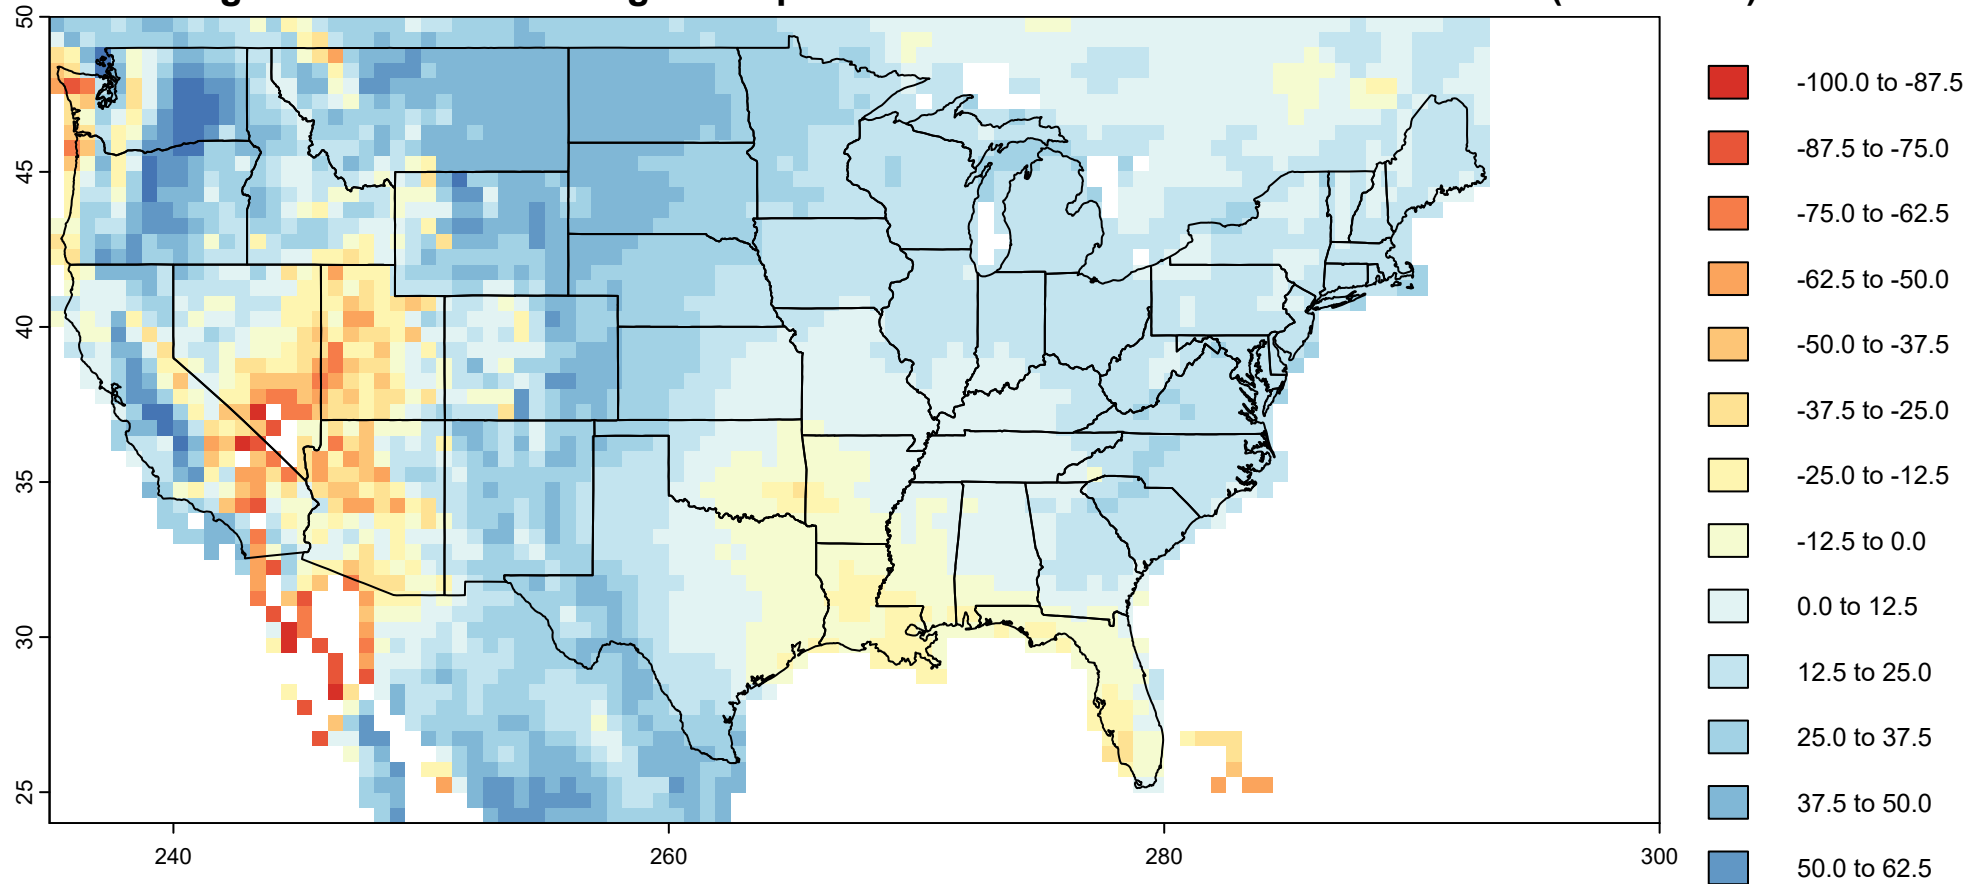 50
45
40
35
30
25
240
260
280
300
-100.0 to -87.5
-87.5 to -75.0
-75.0 to -62.5
-62.5 to -50.0
-50.0 to -37.5
-37.5 to -25.0
-25.0 to -12.5
-12.5 to 0.0
0.0 to 12.5
12.5 to 25.0
25.0 to 37.5
37.5 to 50.0
50.0 to 62.5